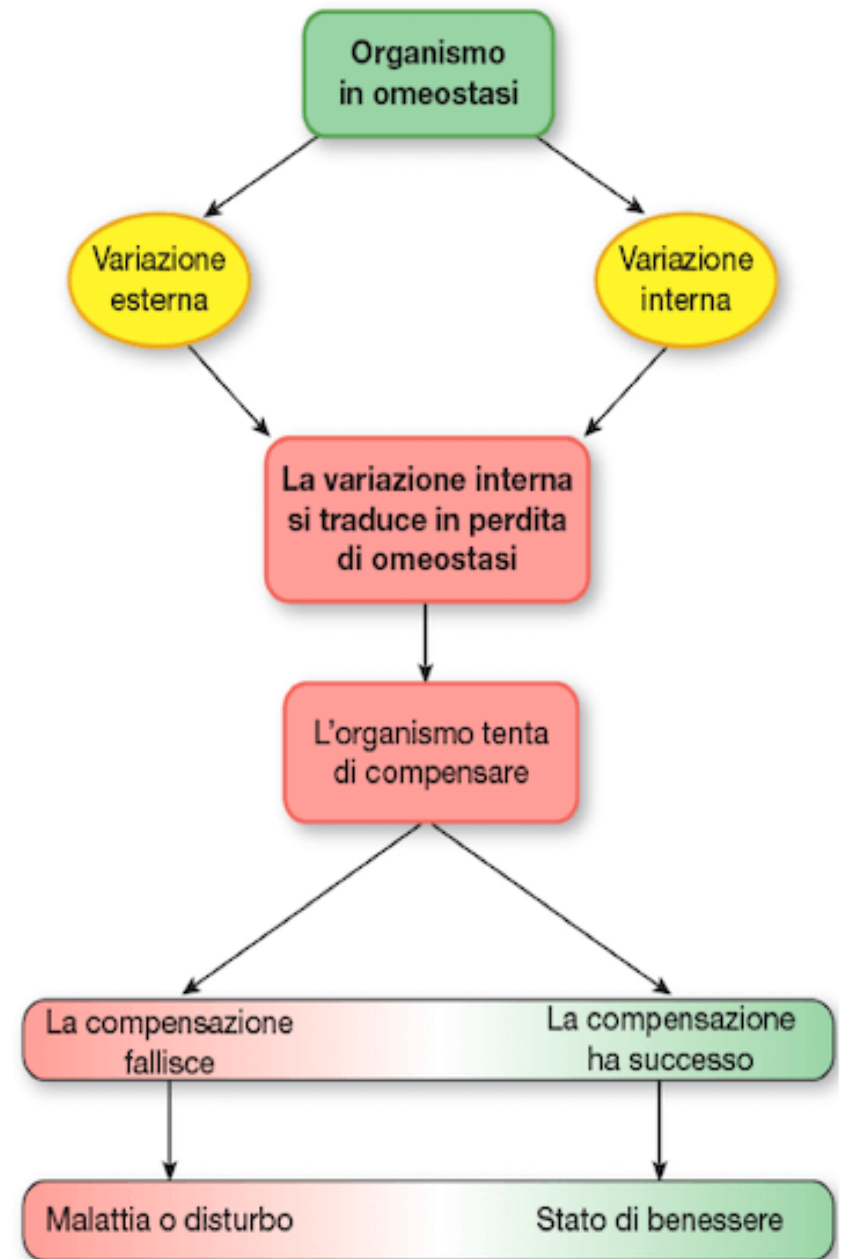 Organismo
in omeostasi
Variazione
esterna
Variazione
interna
La variazione interna
si traduce in perdita
di omeostasi
L'organismo tenta
di compensare
La compensazione
fallisce
La compensazione
ha successo
Malattia o disturbo
Stato di benessere